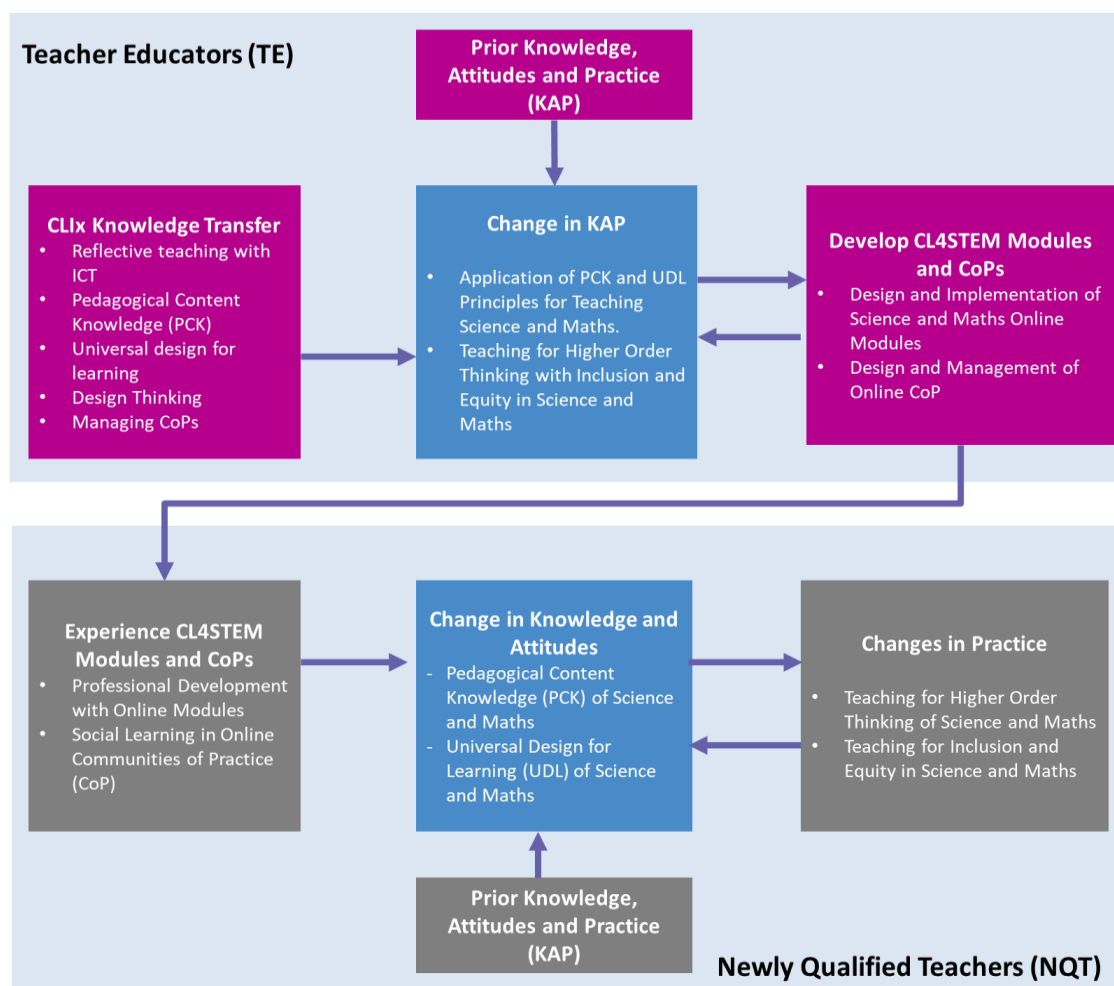 Teacher Educators (TE)
Prior Knowledge,
Attitudes and Practice
(KAP)
CLIx Knowledge Transfer
• Reflective teaching with
ICT
• Pedagogical Content
Knowledge (PCK)
• Universal design for
learning
• Design Thinking
• Managing CoPs
Change in KAP
• Application of PCK and UDL
Principles for Teaching
Science and Maths.
• Teaching for Higher Order
Thinking with Inclusion and
Equity in Science and
Maths
Develop CL4STEM Modules
and CoPs
• Design and Implementation of
Science and Maths Online
Modules
• Design and Management of
Online CoP
Experience CL4STEM
Modules and CoPs
• Professional Development
with Online Modules
• Social Learning in Online
Communities of Practice
(CoP)
Change in Knowledge and
Attitudes
- Pedagogical Content
Knowledge (PCK) of Science
and Maths
- Universal Design for
Learning (UDL) of Science
and Maths
Changes in Practice
• Teaching for Higher Order
Thinking of Science and Maths
• Teaching for Inclusion and
Equity in Science and Maths
Prior Knowledge,
Attitudes and Practice
(KAP)
Newly Qualified Teachers (NQT)